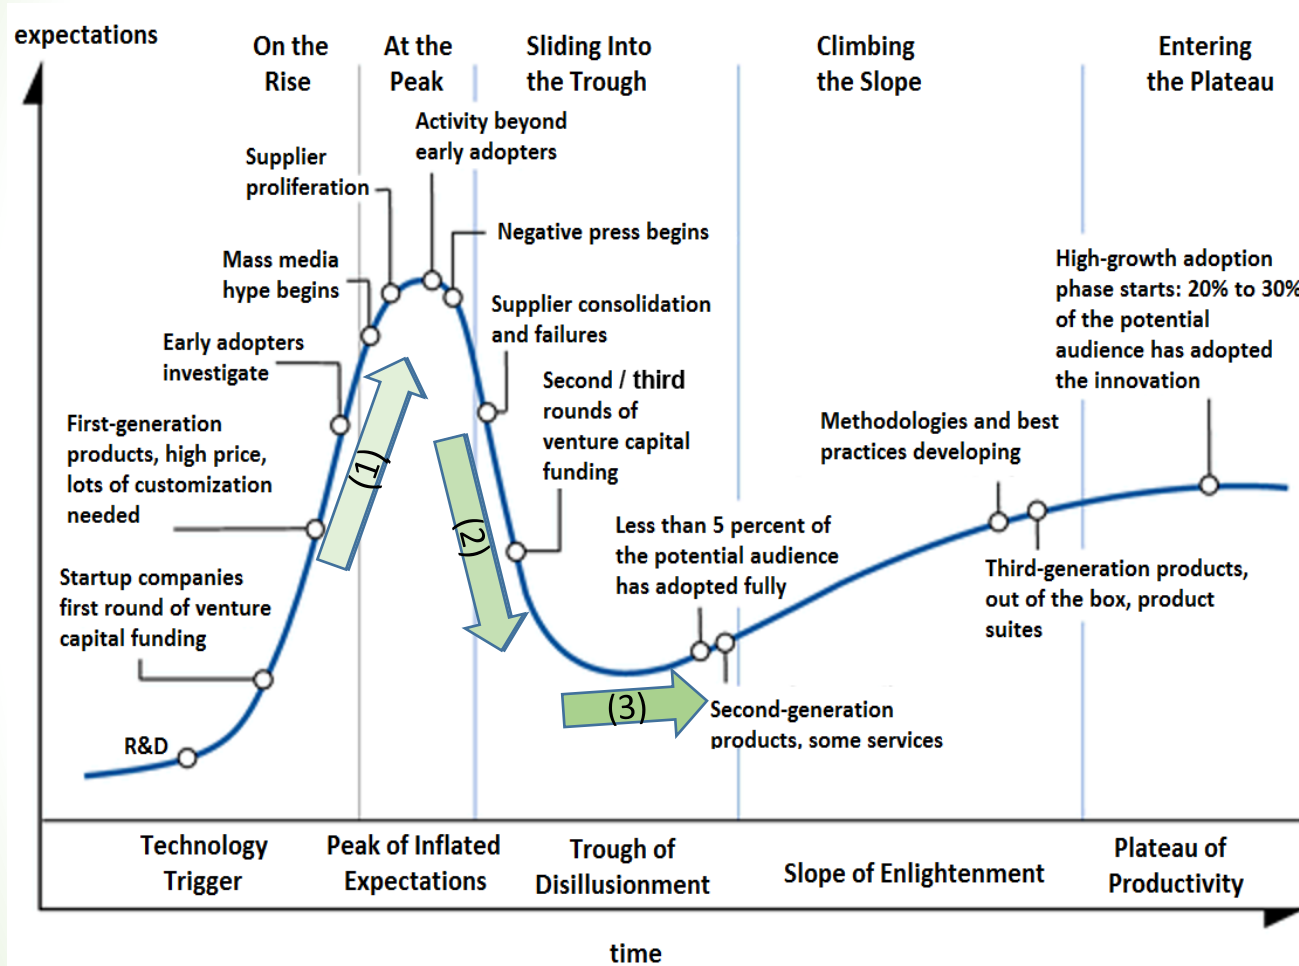 expectations
On the
Rise
At the
Peak
Sliding Into
the Trough
Climbing
the Slope
Entering
the Plateau
Activity beyond
early adopters
Supplier
proliferation
Negative press begins
Mass media
hype begins
High-growth adoption
phase starts: 20% to 30%
of the potential
audience has adopted
the innovation
Supplier consolidation
and failures
Early adopters
investigate
Second / third
rounds of
venture capital
funding
First-generation
products, high price,
lots of customization
needed
Methodologies and best
practices developing
(1)
(2)
Less than 5 percent of
the potential audience
has adopted fully
Startup companies
first round of venture
capital funding
Third-generation products,
out of the box, product
suites
(3)
Second-generation
products, some services
R&D
Technology
Trigger
Peak of Inflated
Expectations
Trough of
Disillusionment
Slope of Enlightenment
Plateau of
Productivity
time